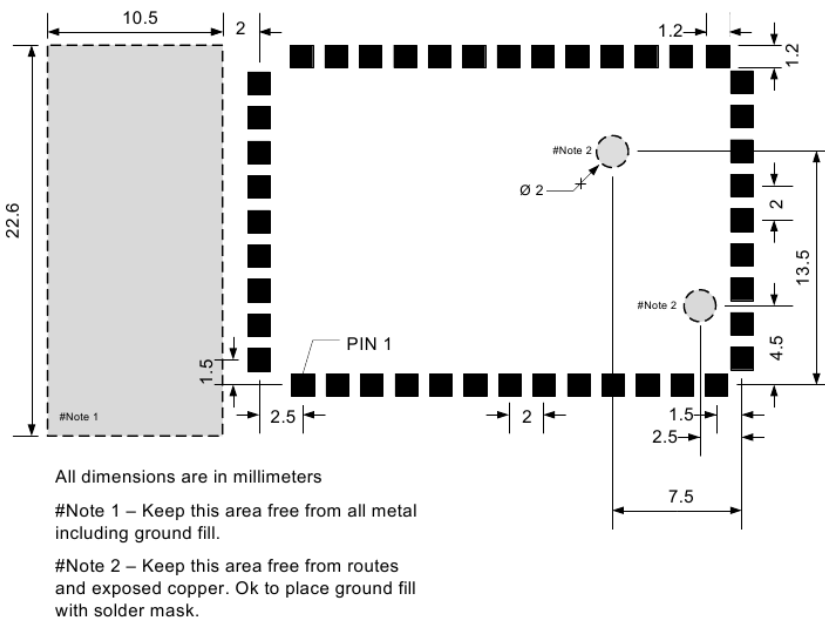 10.5
2
1.2
1.2
#Note 2
Ø 2
2
22.6
13.5
#Note 2
PIN 1
4.5
1.5
#Note 1
2.5
2
1.5
2.5
7.5
All dimensions are in millimeters
#Note 1 – Keep this area free from all metal
including ground fill.
#Note 2 – Keep this area free from routes
and exposed copper. Ok to place ground fill
with solder mask.